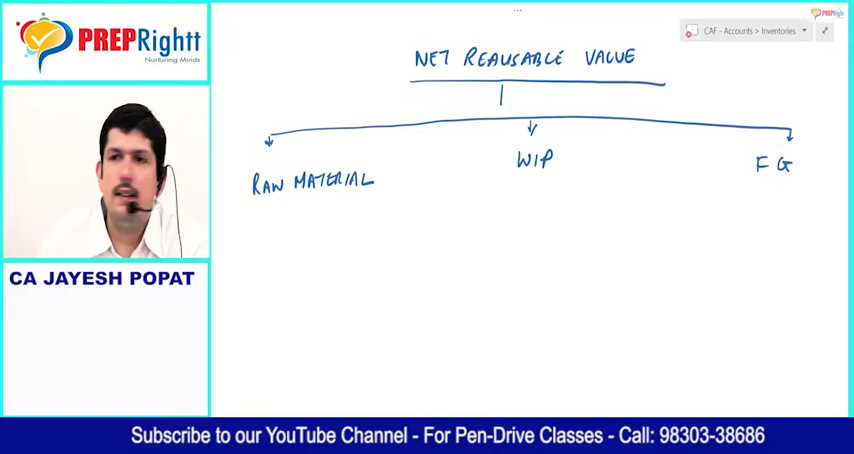 PREPRightt
Nurturing Minds
CAF - Accounts > Inventories
PREPRightt
NET REALISABLE VALUE
RAW MATERIAL
WIP
FG
CA JAYESH POPAT
Subscribe to our YouTube Channel - For Pen-Drive Classes - Call: 98303-38686